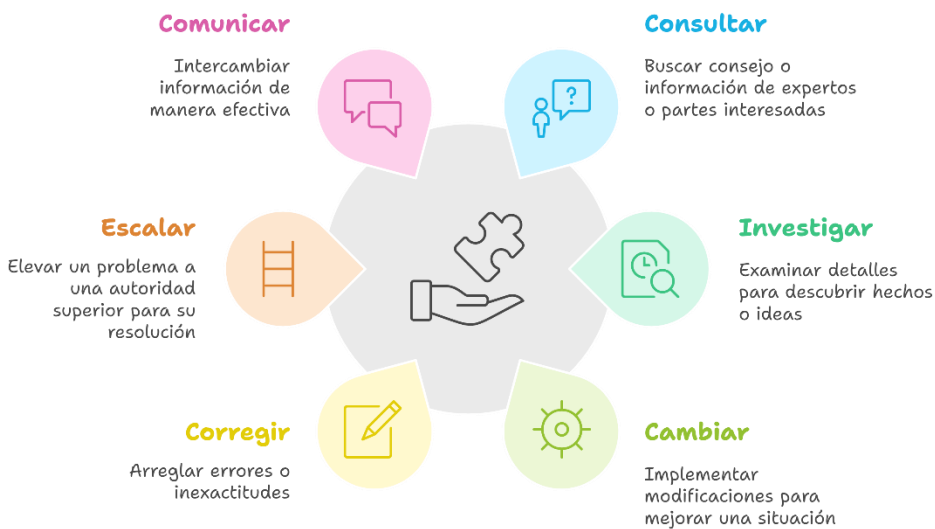 Comunicar
Intercambiar
información de
manera efectiva
Consultar
Buscar consejo o
información de expertos
o partes interesadas
?
Escalar
Elevar un problema a
una autoridad
superior para su
resolución
Investigar
Examinar detalles
para descubrir hechos
o ideas
Corregir
Arreglar errores o
inexactitudes
Cambiar
Implementar
modificaciones para
mejorar una situación